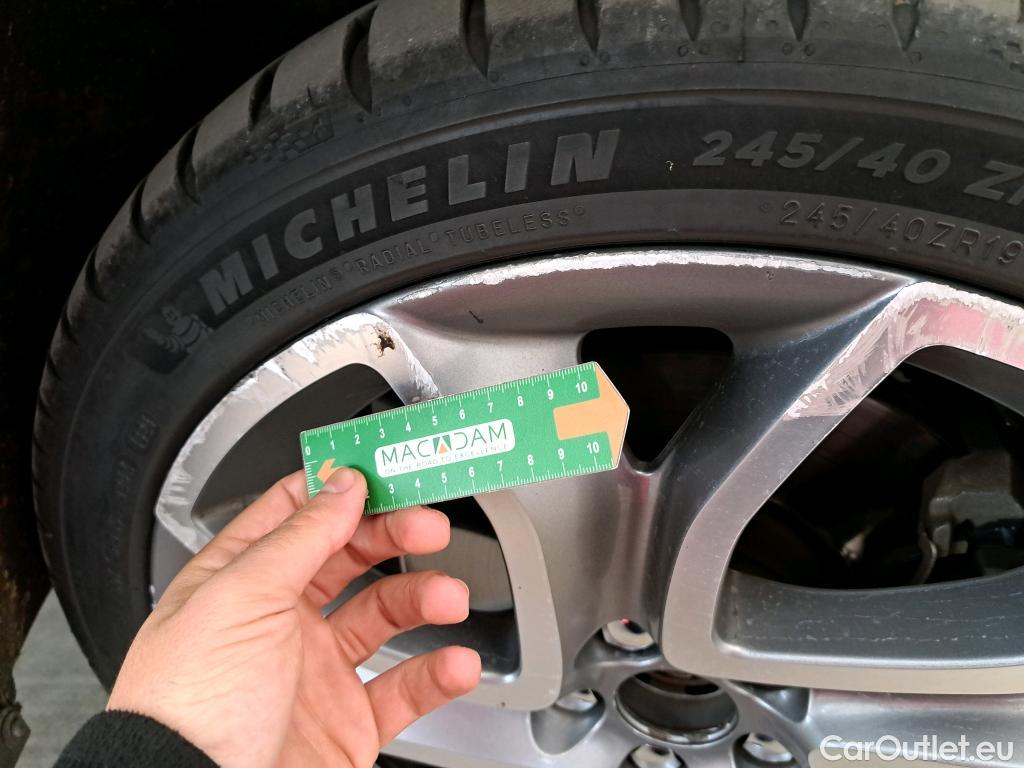 MICHELIN 245/40 ZR
MICHELIN® RADIAL® TUBELESS®
245/40ZR19
0 1 2 3 4 5 6 7 8 9 10
MACADAM
ON THE ROAD TO EXCELLENCE
3 4 5 6 7 8 9 10
CarOutlet.eu